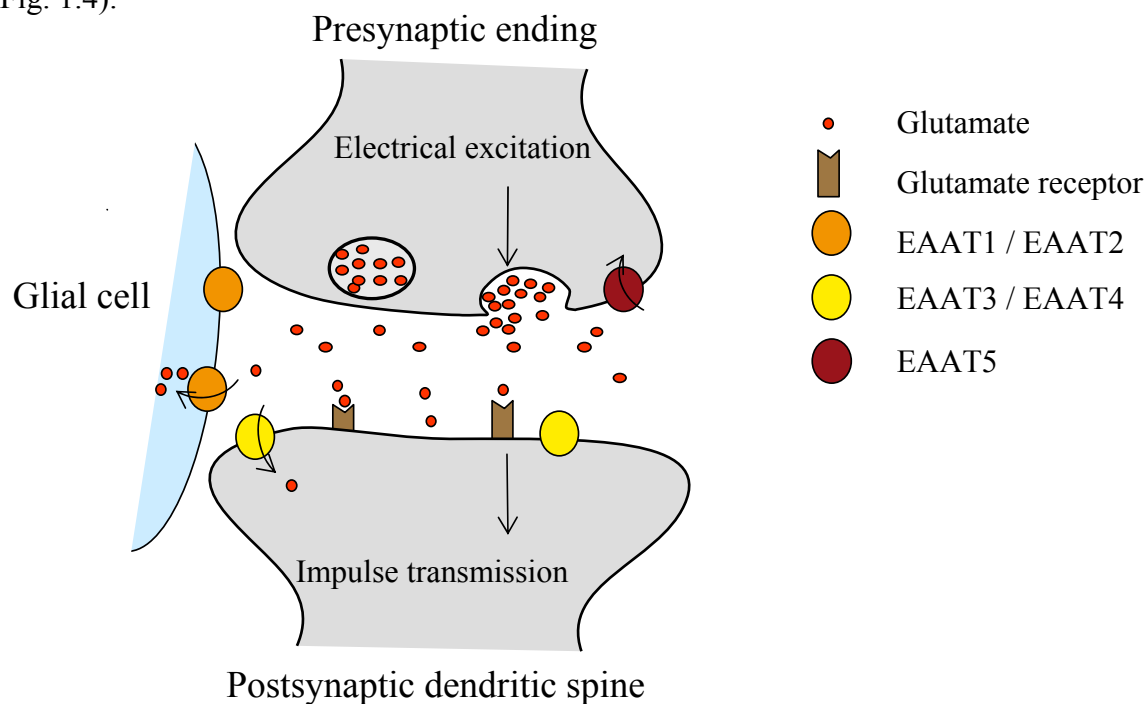 Fig. 1.4).
Presynaptic ending
Electrical excitation
Glutamate
Glutamate receptor
EAAT1 / EAAT2
EAAT3 / EAAT4
EAAT5
Glial cell
Impulse transmission
Postsynaptic dendritic spine